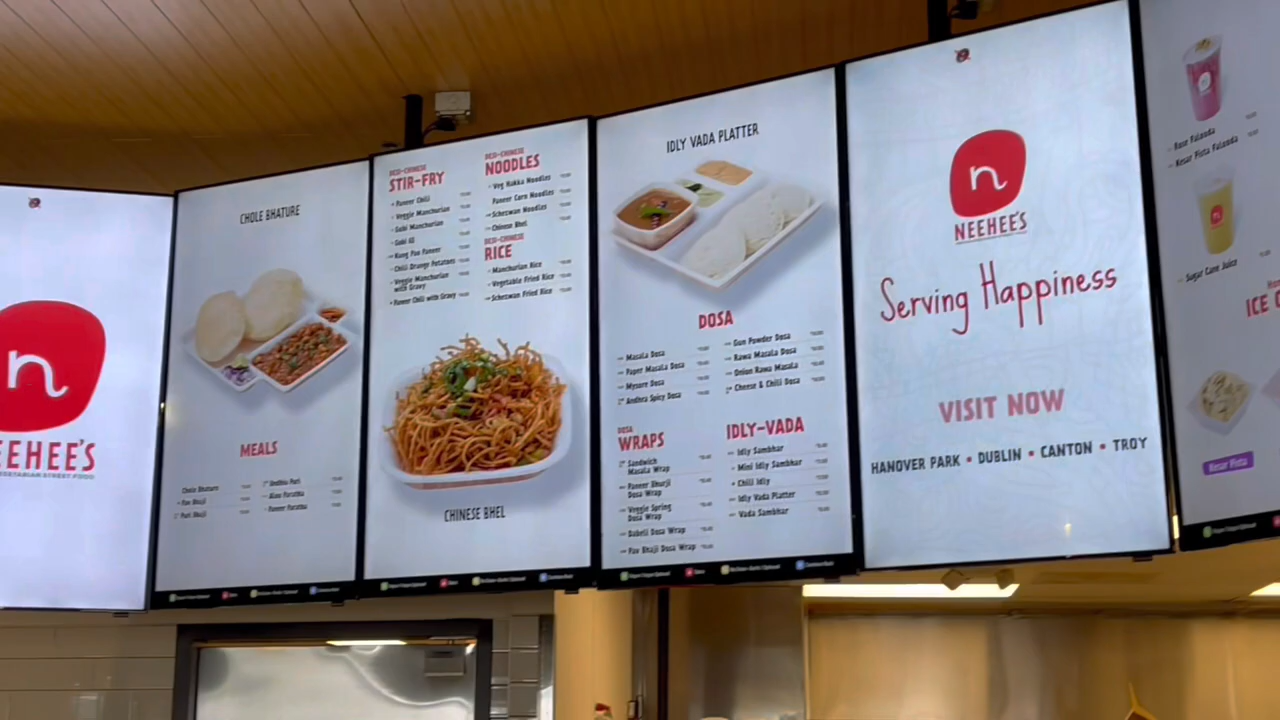 n
EEHEE'S
VEGETARIAN STREET FOOD
CHOLE BHATURE
MEALS
Chole Bhature
Pav Bhaji
Puri Bhaji
Aloo Paratha
Paneer Paratha
DESI-CHINESE
STIR-FRY
Paneer Chili
Veggie Manchurian
Gobi Manchurian
Gobi 65
Kung Pao Paneer
Chili Orange Potatoes
Veggie Manchurian
with Gravy
Paneer Chili with Gravy
DESI-CHINESE
NOODLES
Veg Hakka Noodles
Paneer Corn Noodles
Schezwan Noodles
Chinese Bhel
DESI-CHINESE
RICE
Manchurian Rice
Vegetable Fried Rice
Schezwan Fried Rice
CHINESE BHEL
IDLY VADA PLATTER
DOSA
Masala Dosa
Paper Masala Dosa
Mysore Dosa
Andhra Spicy Dosa
Gun Powder Dosa
Rawa Masala Dosa
Onion Rawa Masala
Cheese & Chili Dosa
DOSA
WRAPS
Sandwich
Masala Wrap
Paneer Bhurji
Dosa Wrap
Veggie Spring
Dosa Wrap
Dabeli Dosa Wrap
Pav Bhaji Dosa Wrap
IDLY-VADA
Idly Sambhar
Mini Idly Sambhar
Chili Idly
Idly Vada Platter
Vada Sambhar
n
NEEHEE'S
Serving Happiness
VISIT NOW
HANOVER PARK • DUBLIN • CANTON • TROY
Rose Falooda
Kesar Pista Falooda
Sugar Cane Juice
ICE
Kesar Pista